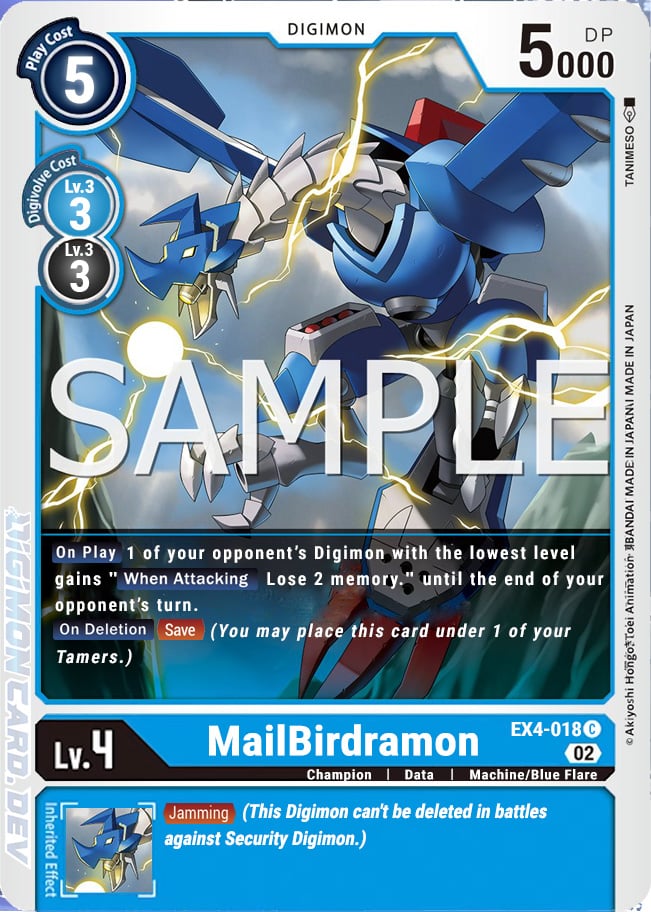 DIGIMON
Play Cost
5
DP
5000
Digivolve Cost
Lv.3
3
Lv.3
3
TANIMESO
SAMPLE
On Play 1 of your opponent's Digimon with the lowest level
gains " When Attacking Lose 2 memory." until the end of your
opponent's turn.
On Deletion Save (You may place this card under 1 of your
Tamers.)
MailBirdramon
EX4-018 C
02
Lv.4
Champion | Data | Machine/Blue Flare
Inherited Effect
Jamming (This Digimon can't be deleted in battles
against Security Digimon.)
DIGIMONCARD.DEV
BANDAI MADE IN JAPAN MADE IN JAPAN
© Akiyoshi Hongo, Toei Animation